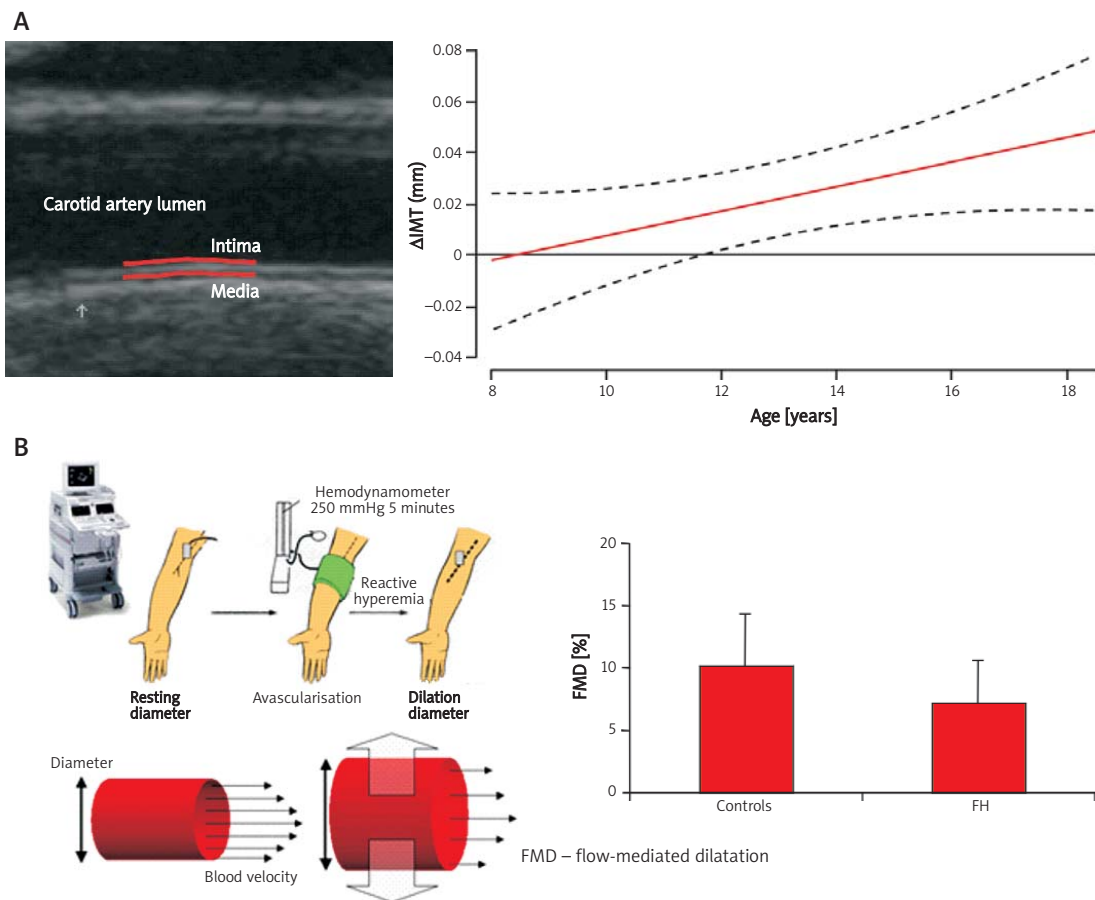 A
Carotid artery lumen
Intima
Media
ΔIMT (mm)
0.08
0.06
0.04
0.02
0
–0.02
–0.04
8
10
12
14
16
18
Age [years]
B
Hemodynamometer
250 mmHg 5 minutes
Reactive
hyperemia
Resting
diameter
Avascularisation
Dilation
diameter
Diameter
Blood velocity
FMD – flow-mediated dilatation
FMD [%]
20
15
10
5
0
Controls
FH